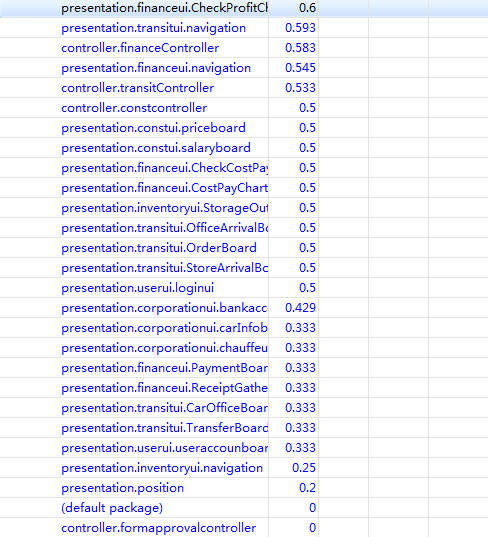 presentation.financeui.CheckProfitCh 0.6
presentation.transitui.navigation 0.593
controller.financeController 0.583
presentation.financeui.navigation 0.545
controller.transitController 0.533
controller.constcontroller 0.5
presentation.constui.priceboard 0.5
presentation.constui.salaryboard 0.5
presentation.financeui.CheckCostPay 0.5
presentation.financeui.CostPayChart 0.5
presentation.inventoryui.StorageOut 0.5
presentation.transitui.OfficeArrivalBo 0.5
presentation.transitui.OrderBoard 0.5
presentation.transitui.StoreArrivalBo 0.5
presentation.userui.loginui 0.5
presentation.corporationui.bankacco 0.429
presentation.corporationui.carInfob 0.333
presentation.corporationui.chauffeu 0.333
presentation.financeui.PaymentBoar 0.333
presentation.financeui.ReceiptGathe 0.333
presentation.transitui.CarOfficeBoar 0.333
presentation.transitui.TransferBoard 0.333
presentation.userui.useraccounboar 0.333
presentation.inventoryui.navigation 0.25
presentation.position 0.2
(default package) 0
controller.formapprovalcontroller 0